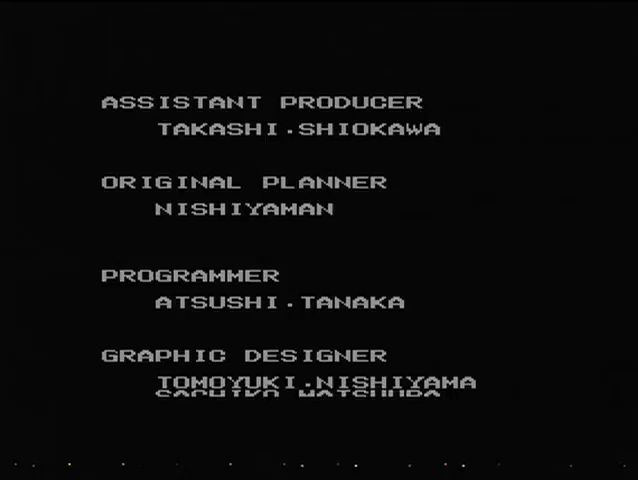 ASSISTANT PRODUCER
TAKASHI.SHIOKAWA
ORIGINAL PLANNER
NISHIYAMAN
PROGRAMMER
ATSUSHI.TANAKA
GRAPHIC DESIGNER
TOMOYUKI.NISHIYAMA